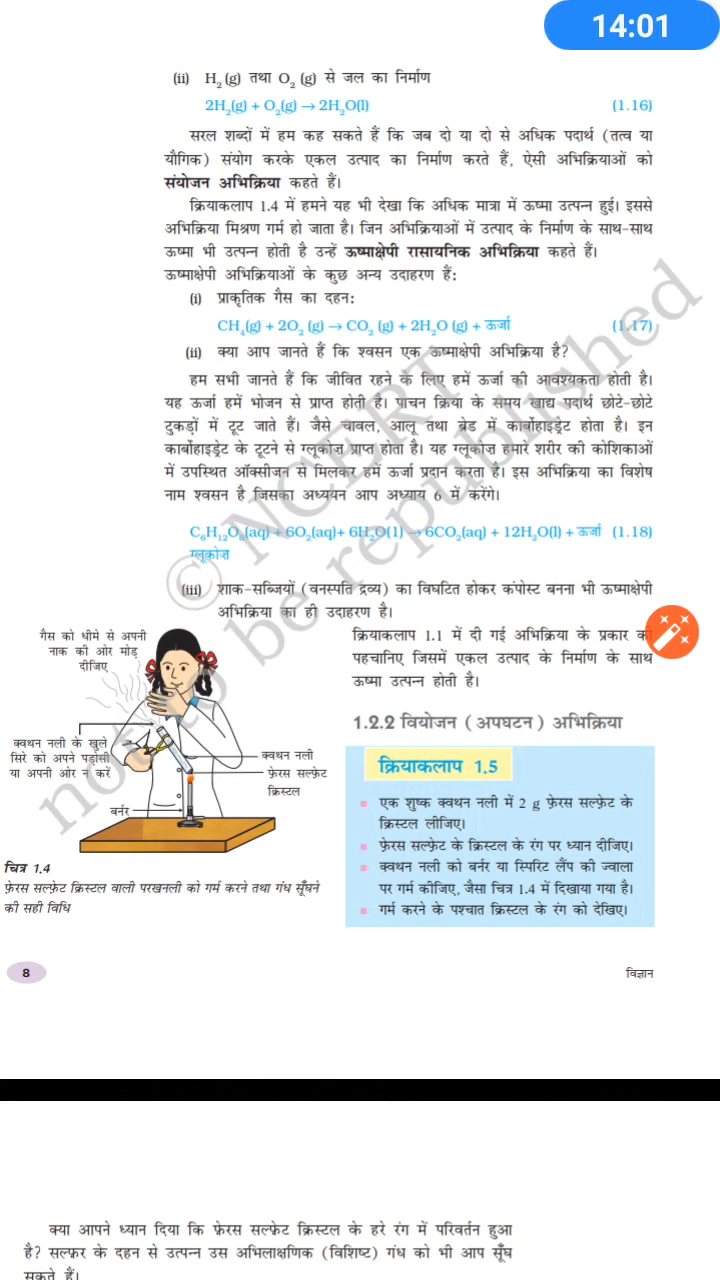 14:01
(ii) H2 (g) तथा O2 (g) से जल का निर्माण
2H2(g) + O2(g) → 2H2O(l) (1.16)
सरल शब्दों में हम कह सकते हैं कि जब दो या दो से अधिक पदार्थ (तत्व या
यौगिक) संयोग करके एकल उत्पाद का निर्माण करते हैं, ऐसी अभिक्रियाओं को
संयोजन अभिक्रिया कहते हैं।
क्रियाकलाप 1.4 में हमने यह भी देखा कि अधिक मात्रा में ऊष्मा उत्पन्न हुई। इससे
अभिक्रिया मिश्रण गर्म हो जाता है। जिन अभिक्रियाओं में उत्पाद के निर्माण के साथ-साथ
ऊष्मा भी उत्पन्न होती है उन्हें ऊष्माक्षेपी रासायनिक अभिक्रिया कहते हैं।
ऊष्माक्षेपी अभिक्रियाओं के कुछ अन्य उदाहरण हैं:
(i) प्राकृतिक गैस का दहन:
CH4(g) + 2O2 (g) → CO2 (g) + 2H2O (g) + ऊर्जा (1.17)
(ii) क्या आप जानते हैं कि श्वसन एक ऊष्माक्षेपी अभिक्रिया है?
हम सभी जानते हैं कि जीवित रहने के लिए हमें ऊर्जा की आवश्यकता होती है।
यह ऊर्जा हमें भोजन से प्राप्त होती है। पाचन क्रिया के समय खाद्य पदार्थ छोटे-छोटे
टुकड़ों में टूट जाते हैं। जैसे चावल, आलू तथा ब्रेड में कार्बोहाइड्रेट होता है। इन
कार्बोहाइड्रेट के टूटने से ग्लूकोज़ प्राप्त होता है। यह ग्लूकोज़ हमारे शरीर की कोशिकाओं
में उपस्थित ऑक्सीजन से मिलकर हमें ऊर्जा प्रदान करता है। इस अभिक्रिया का विशेष
नाम श्वसन है जिसका अध्ययन आप अध्याय 6 में करेंगे।
C6H12O6(aq) + 6O2(aq)+ 6H2O(1) → 6CO2(aq) + 12H2O(l) + ऊर्जा (1.18)
ग्लूकोज़
(iii) शाक-सब्जियों (वनस्पति द्रव्य) का विघटित होकर कंपोस्ट बनना भी ऊष्माक्षेपी
अभिक्रिया का ही उदाहरण है।
क्रियाकलाप 1.1 में दी गई अभिक्रिया के प्रकार को
पहचानिए जिसमें एकल उत्पाद के निर्माण के साथ
ऊष्मा उत्पन्न होती है।
गैस को धीमे से अपनी
नाक की ओर मोड़
दीजिए
क्वथन नली के खुले
सिरे को अपने पड़ोसी
या अपनी ओर न करें
बर्नर
क्वथन नली
फ़ेरस सल्फ़ेट
क्रिस्टल
चित्र 1.4
फ़ेरस सल्फ़ेट क्रिस्टल वाली परखनली को गर्म करने तथा गंध सूँघने
की सही विधि
1.2.2 वियोजन (अपघटन) अभिक्रिया
क्रियाकलाप 1.5
एक शुष्क क्वथन नली में 2 g फ़ेरस सल्फ़ेट के
क्रिस्टल लीजिए।
फ़ेरस सल्फ़ेट के क्रिस्टल के रंग पर ध्यान दीजिए।
क्वथन नली को बर्नर या स्पिरिट लैंप की ज्वाला
पर गर्म कीजिए, जैसा चित्र 1.4 में दिखाया गया है।
गर्म करने के पश्चात क्रिस्टल के रंग को देखिए।
© NCERT
not to be republished
8 विज्ञान
क्या आपने ध्यान दिया कि फ़ेरस सल्फ़ेट क्रिस्टल के हरे रंग में परिवर्तन हुआ
है? सल्फ़र के दहन से उत्पन्न उस अभिलाक्षणिक (विशिष्ट) गंध को भी आप सूँघ
सकते हैं।